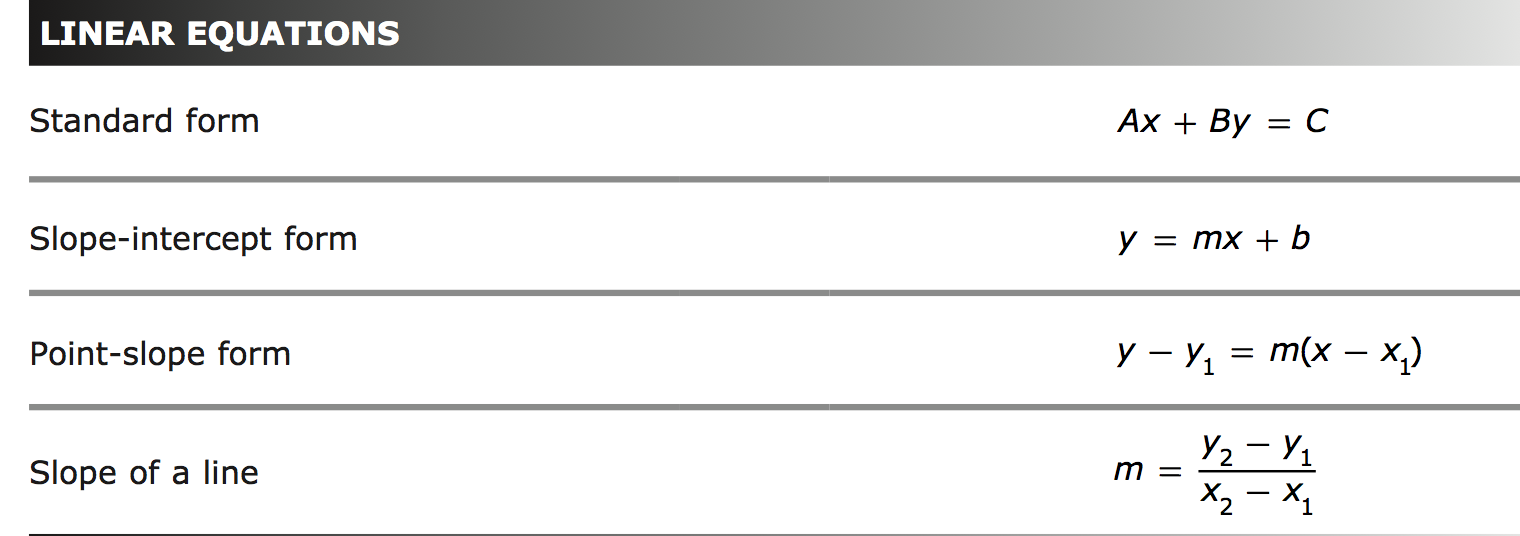 LINEAR EQUATIONS
Standard form Ax + By = C
Slope-intercept form y = mx + b
Point-slope form y − y₁ = m(x − x₁)
Slope of a line m = (y₂ − y₁)/(x₂ − x₁)